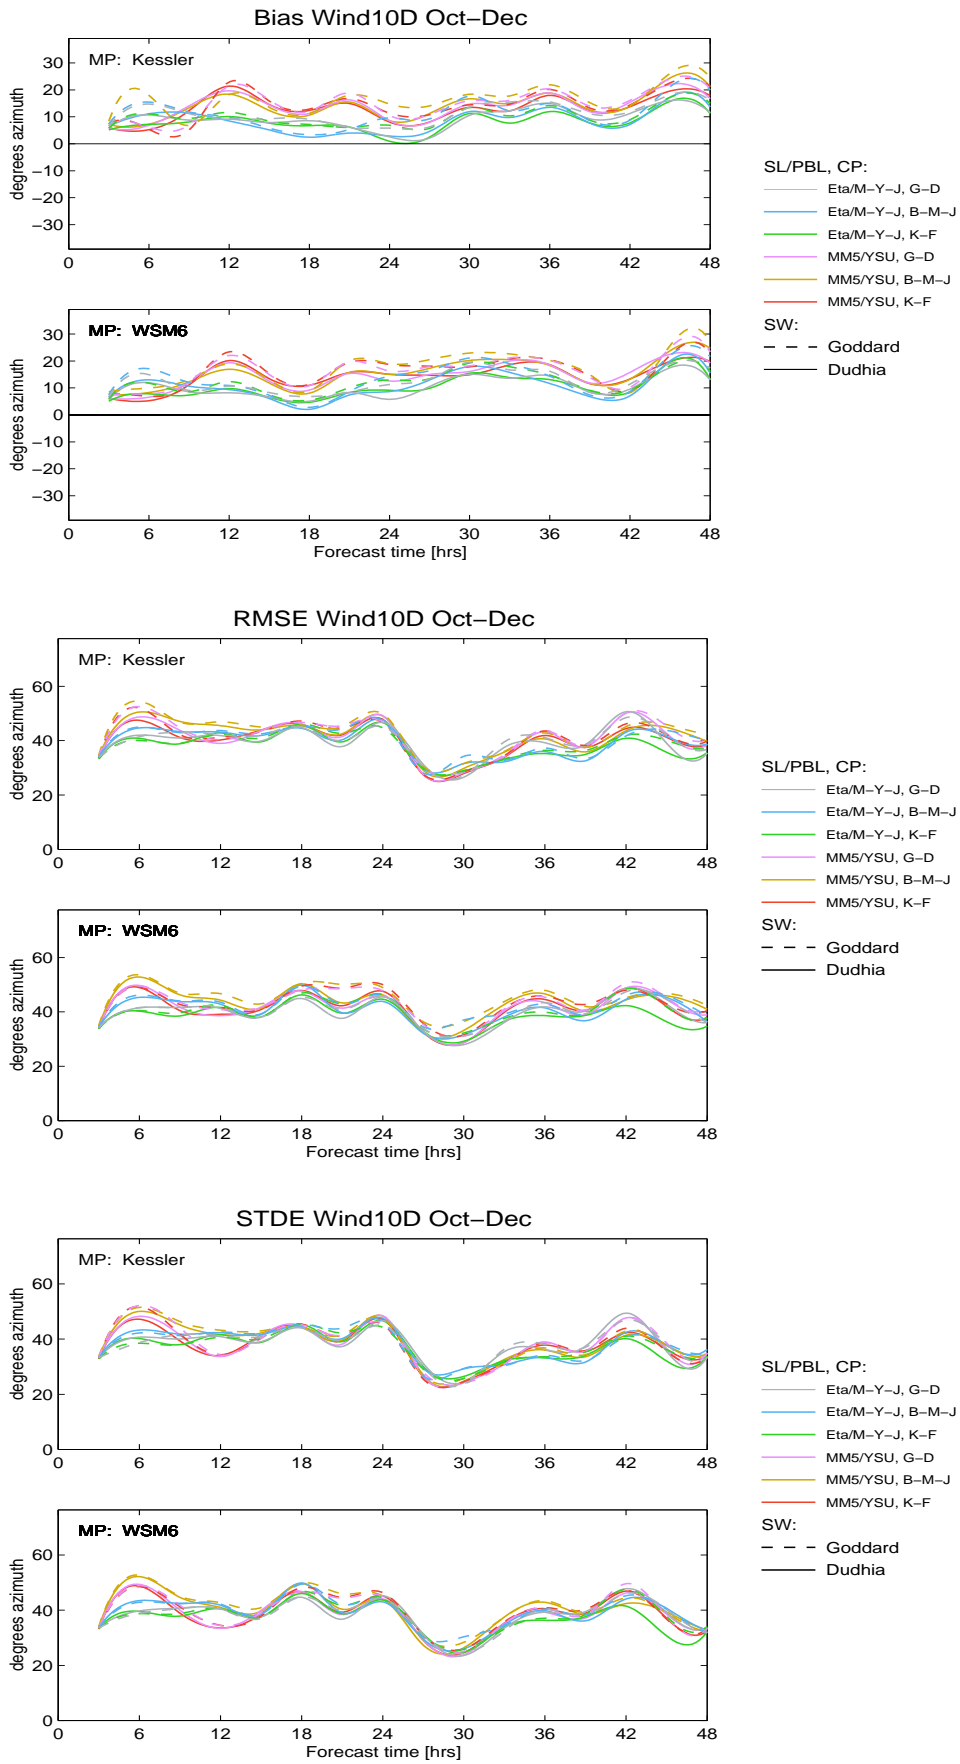 Bias Wind10D Oct−Dec
MP: Kessler
degrees azimuth
30
20
10
0
−10
−20
−30
0 6 12 18 24 30 36 42 48
MP: WSM6
degrees azimuth
30
20
10
0
−10
−20
−30
0 6 12 18 24 30 36 42 48
Forecast time [hrs]
SL/PBL, CP:
Eta/M−Y−J, G−D
Eta/M−Y−J, B−M−J
Eta/M−Y−J, K−F
MM5/YSU, G−D
MM5/YSU, B−M−J
MM5/YSU, K−F
SW:
Goddard
Dudhia
RMSE Wind10D Oct−Dec
MP: Kessler
degrees azimuth
60
40
20
0
0 6 12 18 24 30 36 42 48
MP: WSM6
degrees azimuth
60
40
20
0
0 6 12 18 24 30 36 42 48
Forecast time [hrs]
SL/PBL, CP:
Eta/M−Y−J, G−D
Eta/M−Y−J, B−M−J
Eta/M−Y−J, K−F
MM5/YSU, G−D
MM5/YSU, B−M−J
MM5/YSU, K−F
SW:
Goddard
Dudhia
STDE Wind10D Oct−Dec
MP: Kessler
degrees azimuth
60
40
20
0
0 6 12 18 24 30 36 42 48
MP: WSM6
degrees azimuth
60
40
20
0
0 6 12 18 24 30 36 42 48
Forecast time [hrs]
SL/PBL, CP:
Eta/M−Y−J, G−D
Eta/M−Y−J, B−M−J
Eta/M−Y−J, K−F
MM5/YSU, G−D
MM5/YSU, B−M−J
MM5/YSU, K−F
SW:
Goddard
Dudhia